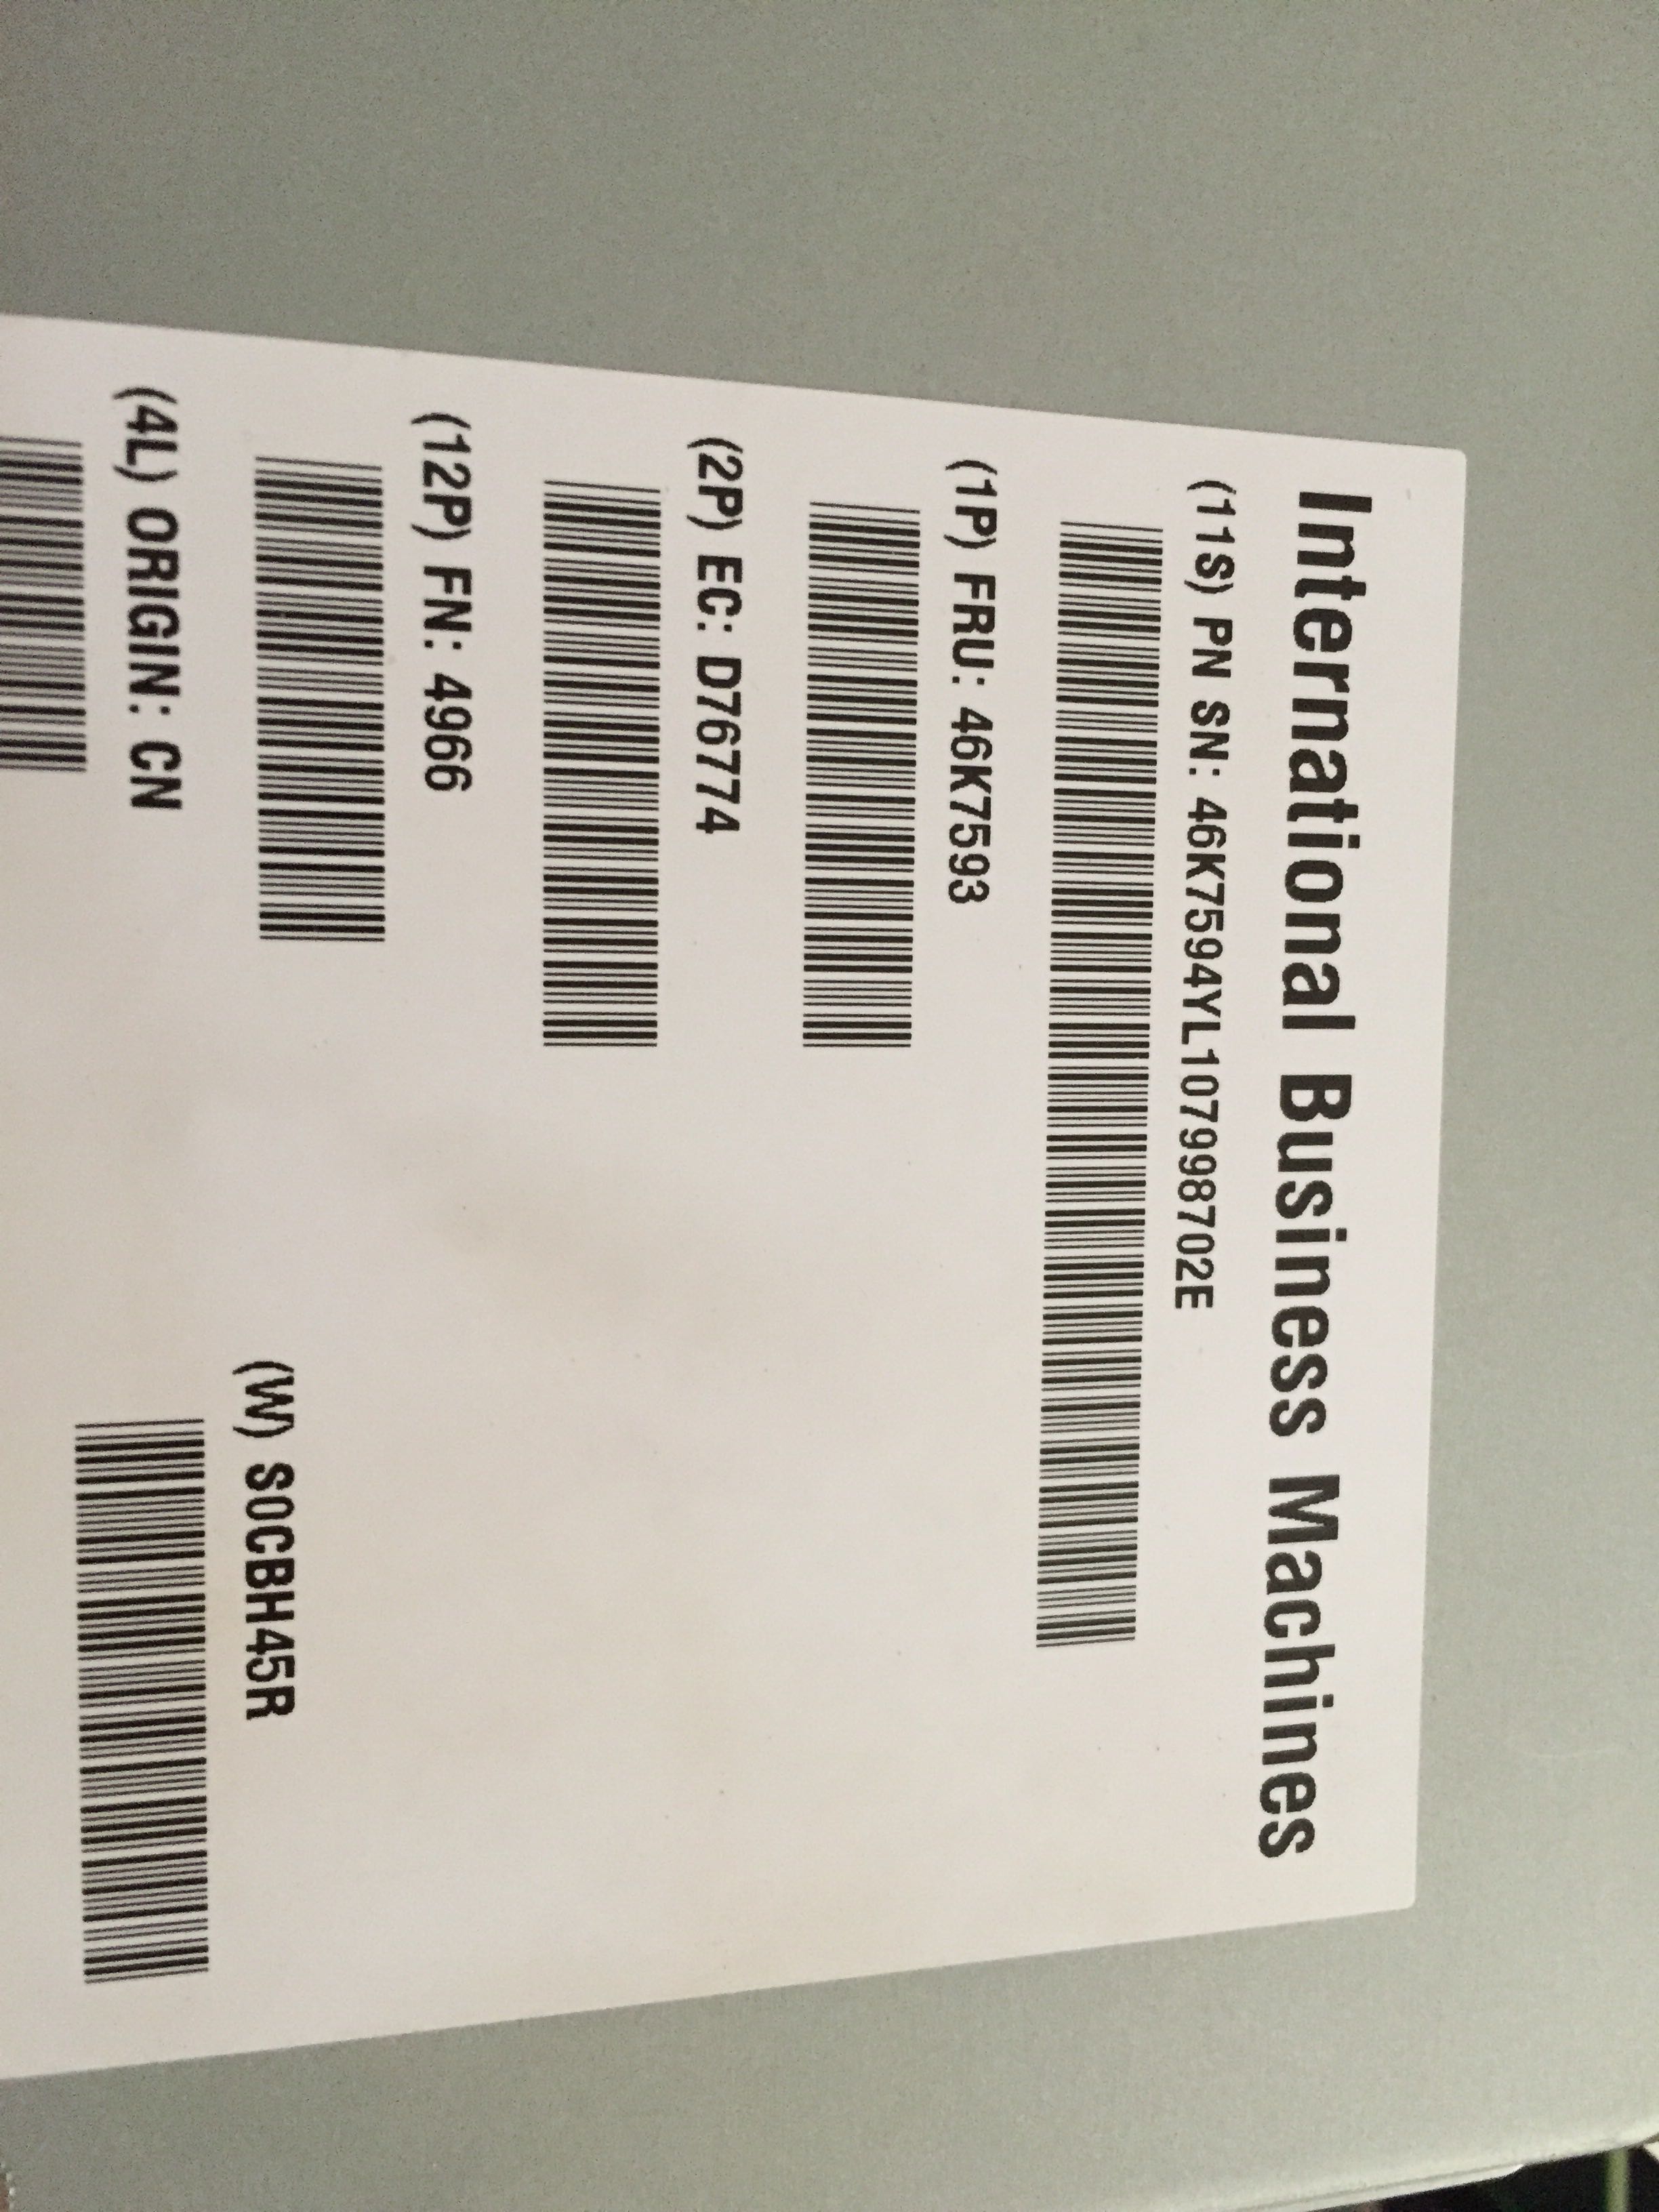 International Business Machines
(11S) PN SN: 46K7594YL107998702E
(1P) FRU: 46K7593
(2P) EC: D76774
(12P) FN: 4966
(W) S0CBH45R
(4L) ORIGIN: CN